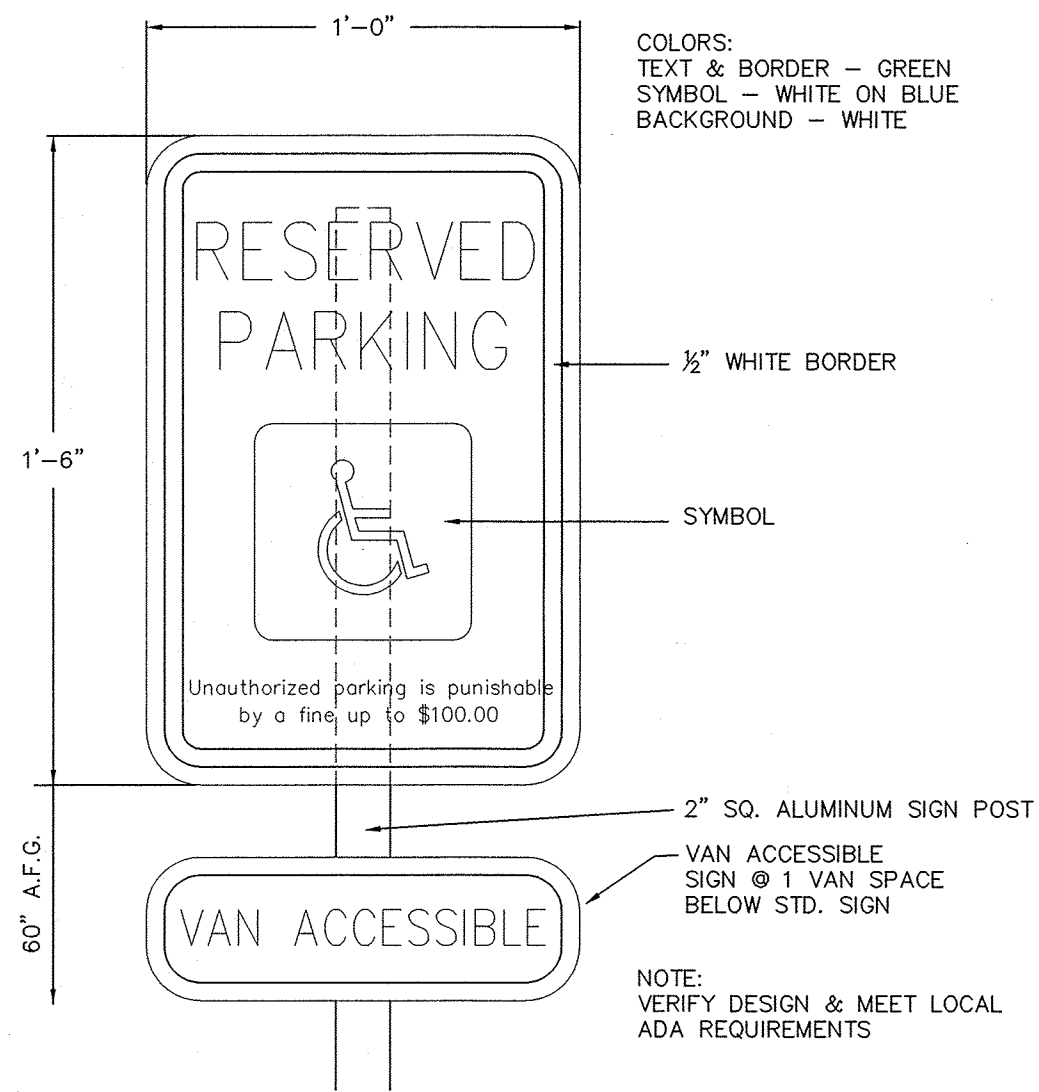 1'-0"
COLORS:
TEXT & BORDER - GREEN
SYMBOL - WHITE ON BLUE
BACKGROUND - WHITE
RESERVED
PARKING
½" WHITE BORDER
1'-6"
SYMBOL
Unauthorized parking is punishable
by a fine up to $100.00
2" SQ. ALUMINUM SIGN POST
60" A.F.G.
VAN ACCESSIBLE
SIGN @ 1 VAN SPACE
BELOW STD. SIGN
VAN ACCESSIBLE
NOTE:
VERIFY DESIGN & MEET LOCAL
ADA REQUIREMENTS